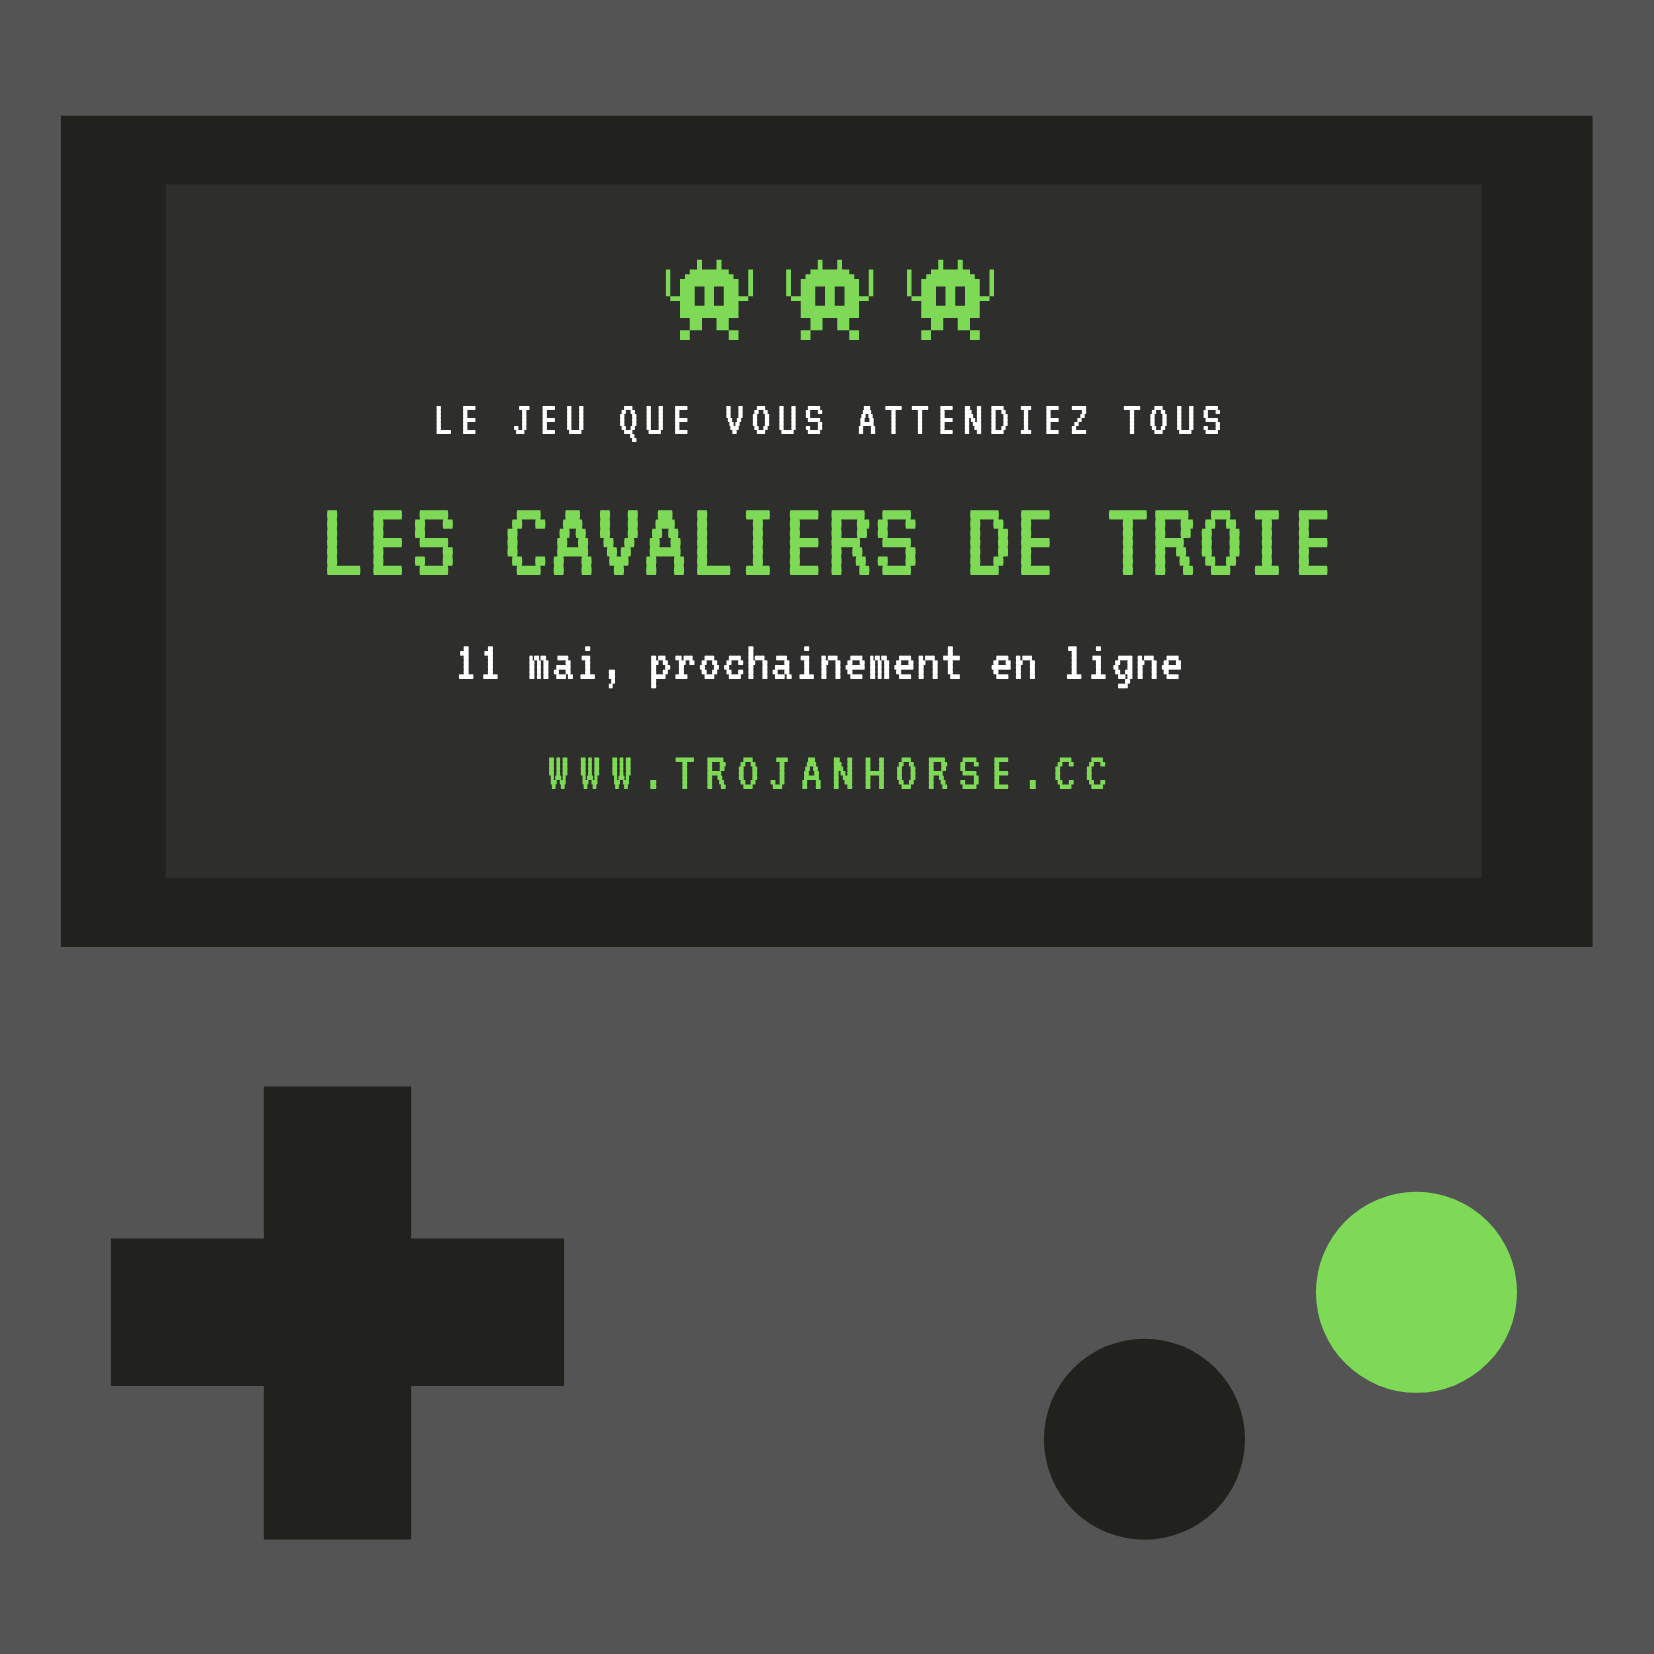 LE JEU QUE VOUS ATTENDIEZ TOUS
LES CAVALIERS DE TROIE
11 mai, prochainement en ligne
WWW.TROJANHORSE.CC